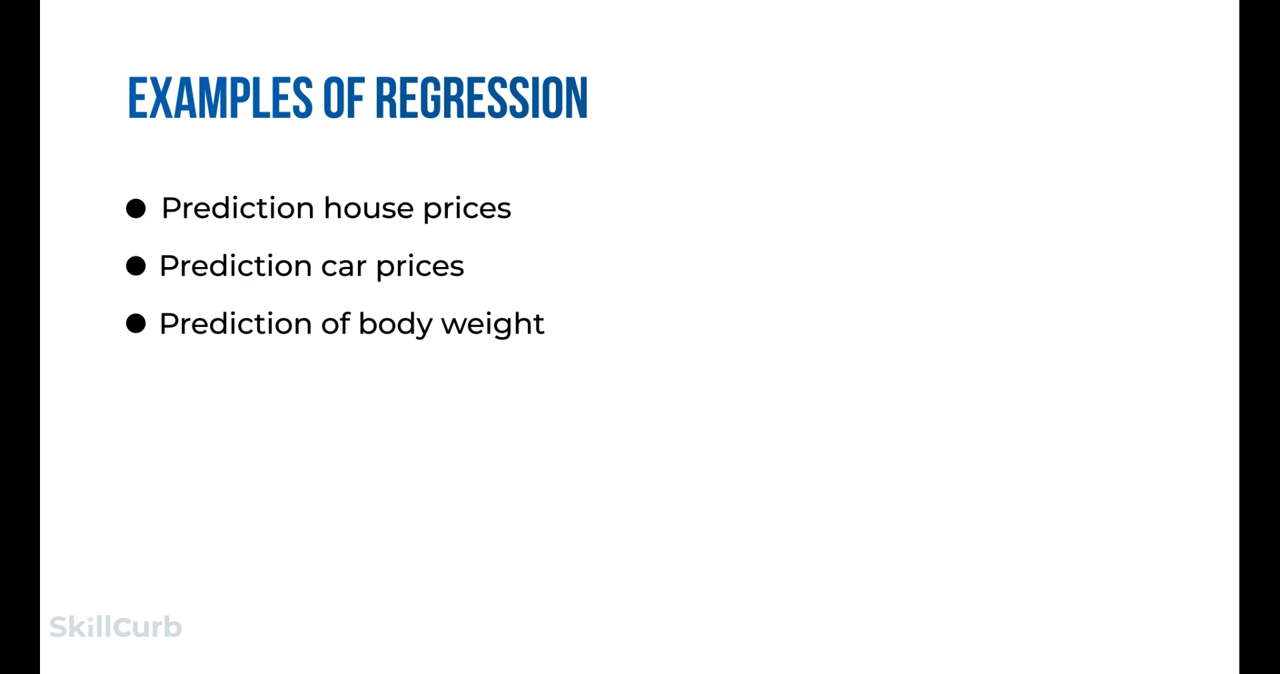 EXAMPLES OF REGRESSION
● Prediction house prices
● Prediction car prices
● Prediction of body weight
SkillCurb